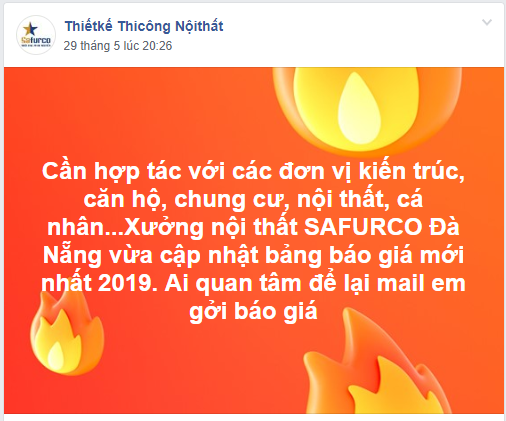 Safurco
Thiếtkế Thicông Nộithất
29 tháng 5 lúc 20:26
Cần hợp tác với các đơn vị kiến trúc,
căn hộ, chung cư, nội thất, cá
nhân...Xưởng nội thất SAFURCO Đà
Nẵng vừa cập nhật bảng báo giá mới
nhất 2019. Ai quan tâm để lại mail em
gởi báo giá